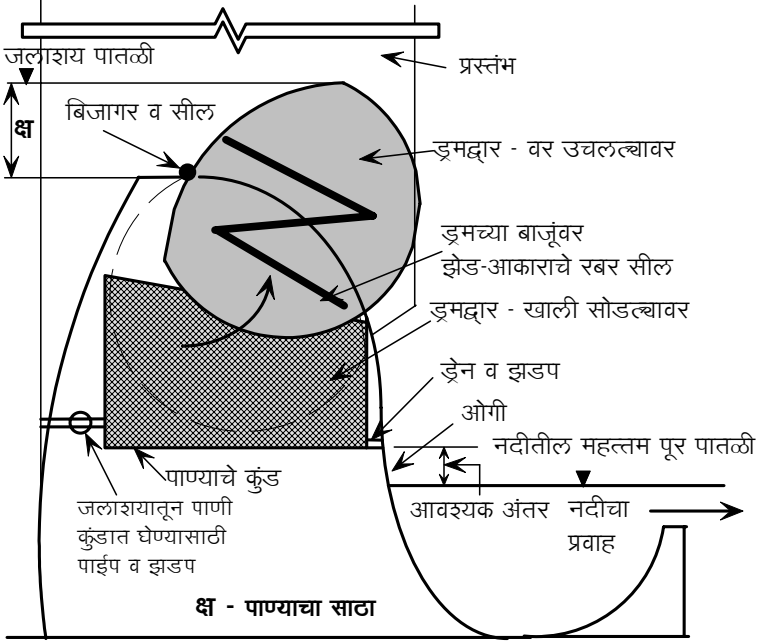 जलाशय पातळी
प्रस्तंभ
क्ष
बिजागर व सील
ड्रमद्वार - वर उचलल्यावर
ड्रमच्या बाजूंवर
झेड-आकाराचे रबर सील
ड्रमद्वार - खाली सोडल्यावर
ड्रेन व झडप
ओगी
नदीतील महत्तम पूर पातळी
पाण्याचे कुंड
जलाशयातून पाणी
कुंडात घेण्यासाठी
पाईप व झडप
आवश्यक अंतर
नदीचा
प्रवाह
क्ष - पाण्याचा साठा